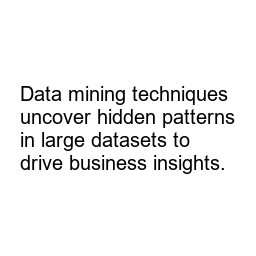 Data mining techniques
uncover hidden patterns
in large datasets to
drive business insights.